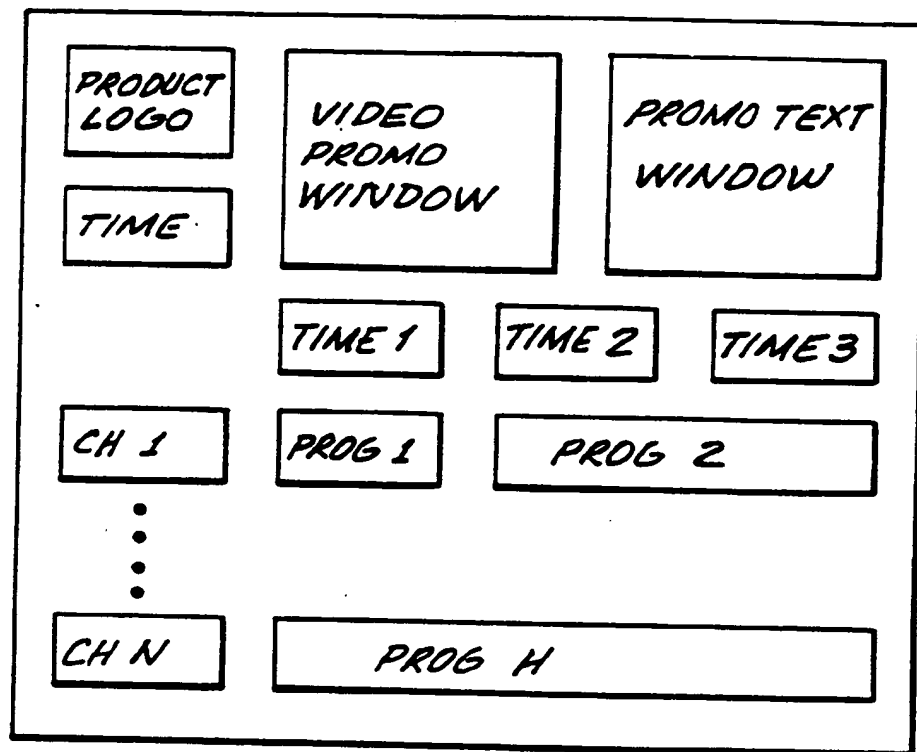 PRODUCT
LOGO
VIDEO
PROMO
WINDOW
PROMO TEXT
WINDOW
TIME
TIME 1
TIME 2
TIME 3
CH 1
PROG 1
PROG 2
CH N
PROG H